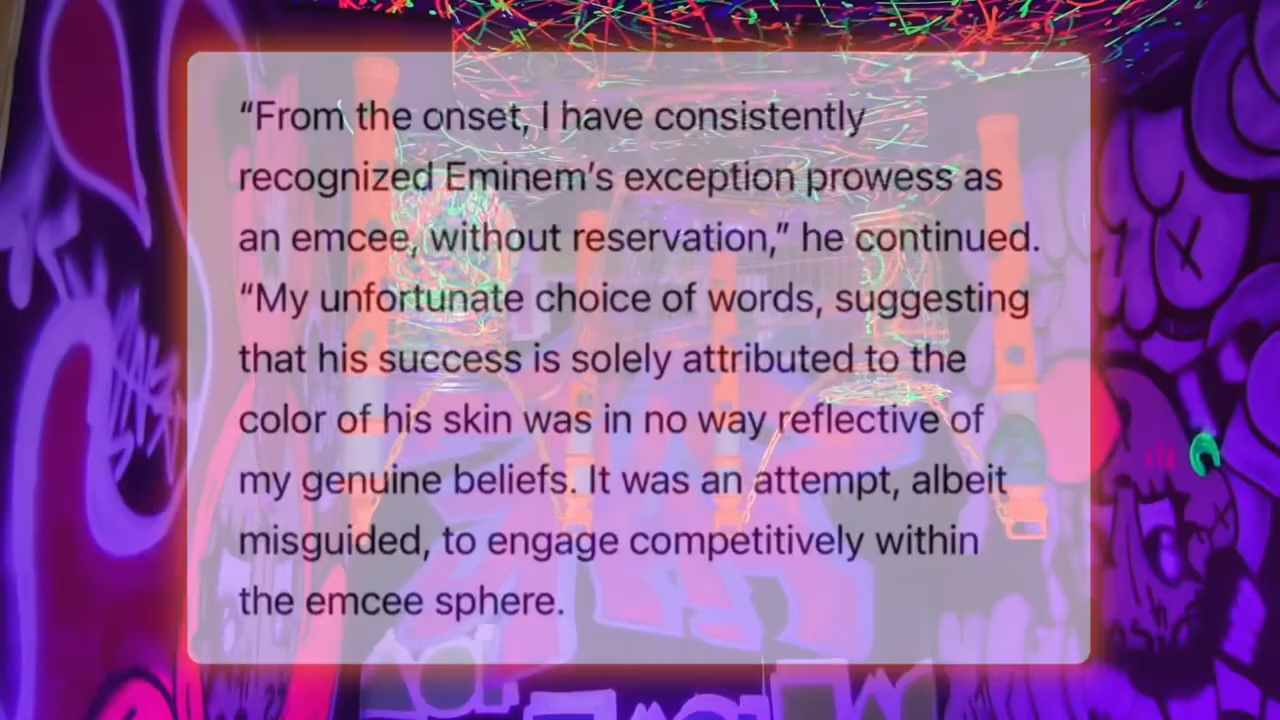 “From the onset, I have consistently
recognized Eminem’s exception prowess as
an emcee, without reservation,” he continued.
“My unfortunate choice of words, suggesting
that his success is solely attributed to the
color of his skin was in no way reflective of
my genuine beliefs. It was an attempt, albeit
misguided, to engage competitively within
the emcee sphere.